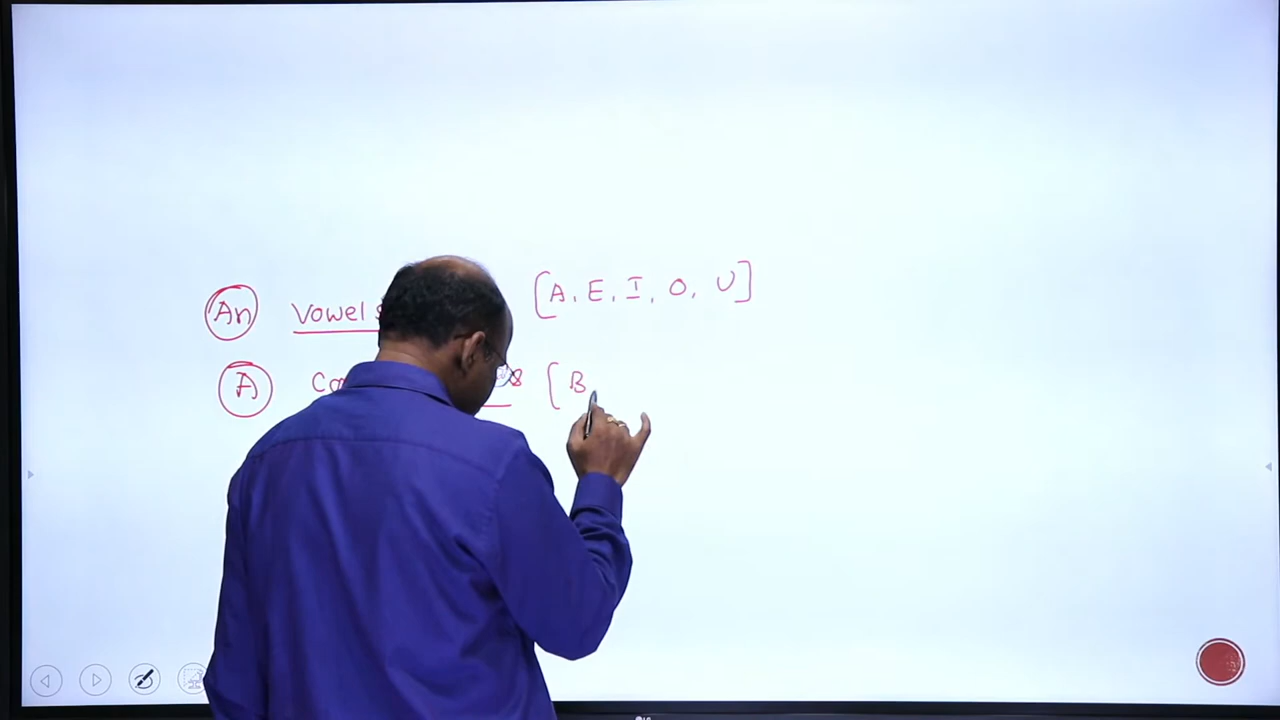 An Vowel s [A, E, I, O, U]
A [B